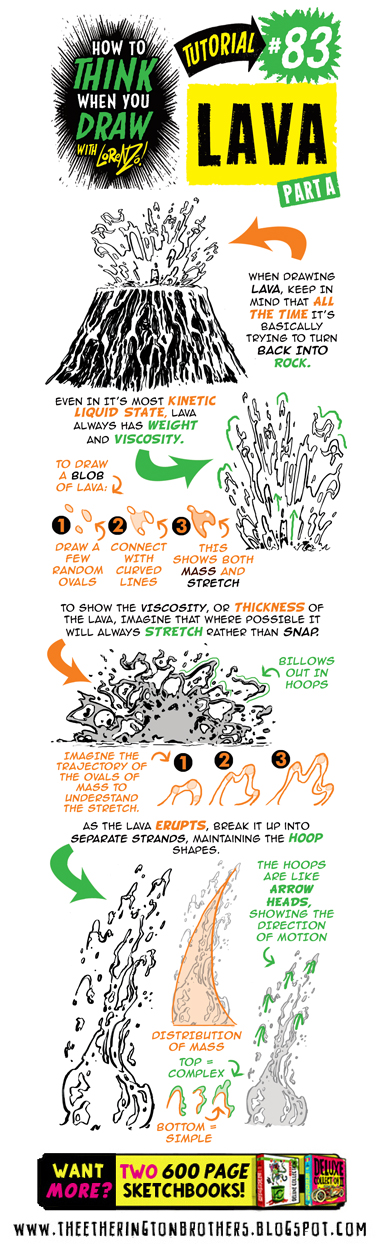 HOW TO
THINK
WHEN YOU
DRAW
WITH LORENZO!
TUTORIAL
#83
LAVA
PART A
WHEN DRAWING
LAVA, KEEP IN
MIND THAT ALL
THE TIME IT'S
BASICALLY
TRYING TO TURN
BACK INTO
ROCK.
EVEN IN IT'S MOST KINETIC
LIQUID STATE, LAVA
ALWAYS HAS WEIGHT
AND VISCOSITY.
TO DRAW
A BLOB
OF LAVA:
1
DRAW A
FEW
RANDOM
OVALS
2
CONNECT
WITH
CURVED
LINES
3
THIS
SHOWS BOTH
MASS AND
STRETCH
TO SHOW THE VISCOSITY, OR THICKNESS OF
THE LAVA, IMAGINE THAT WHERE POSSIBLE IT
WILL ALWAYS STRETCH RATHER THAN SNAP.
BILLOWS
OUT IN
HOOPS
IMAGINE THE
TRAJECTORY OF
THE OVALS OF
MASS TO
UNDERSTAND
THE STRETCH.
1
2
3
AS THE LAVA ERUPTS, BREAK IT UP INTO
SEPARATE STRANDS, MAINTAINING THE HOOP
SHAPES.
THE HOOPS
ARE LIKE
ARROW
HEADS,
SHOWING THE
DIRECTION
OF MOTION
DISTRIBUTION
OF MASS
TOP =
COMPLEX
BOTTOM =
SIMPLE
WANT
MORE?
TWO 600 PAGE
SKETCHBOOKS!
DELUXE
COLLECTION
WWW.THEETHERINGTONBROTHERS.BLOGSPOT.COM